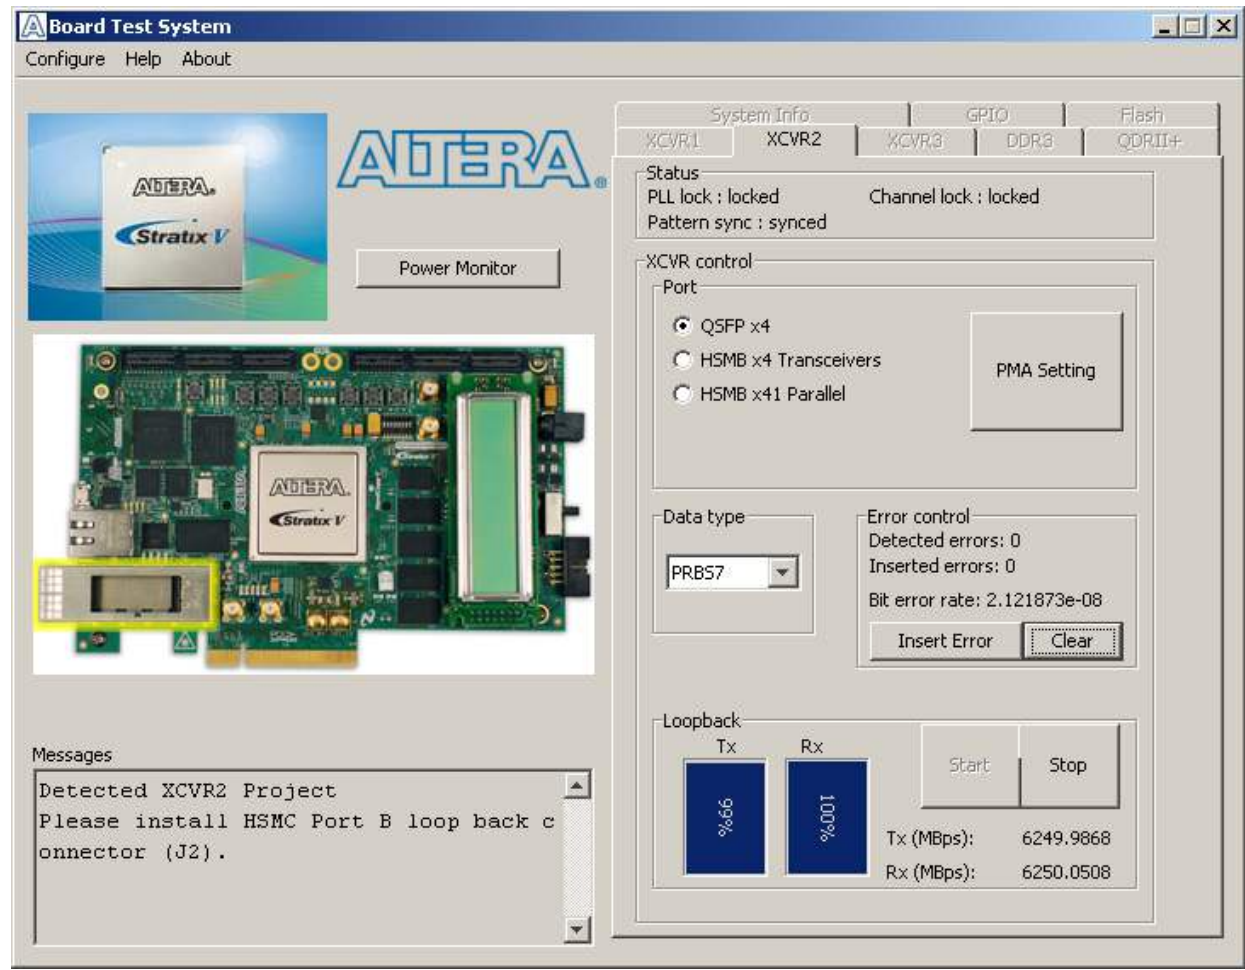 Board Test System
Configure Help About
ALTERA.
Stratix V
ALTERA.
Power Monitor
ALTERA.
Stratix V
Messages
Detected XCVR2 Project
Please install HSMC Port B loop back c
onnector (J2).
System Info GPIO Flash
XCVR1 XCVR2 XCVR3 DDR3 QDRII+
Status
PLL lock : locked Channel lock : locked
Pattern sync : synced
XCVR control
Port
QSFP x4
HSMB x4 Transceivers
HSMB x41 Parallel
PMA Setting
Data type
PRBS7
Error control
Detected errors: 0
Inserted errors: 0
Bit error rate: 2.121873e-08
Insert Error Clear
Loopback
Tx Rx
99% 100%
Start Stop
Tx (MBps): 6249.9868
Rx (MBps): 6250.0508